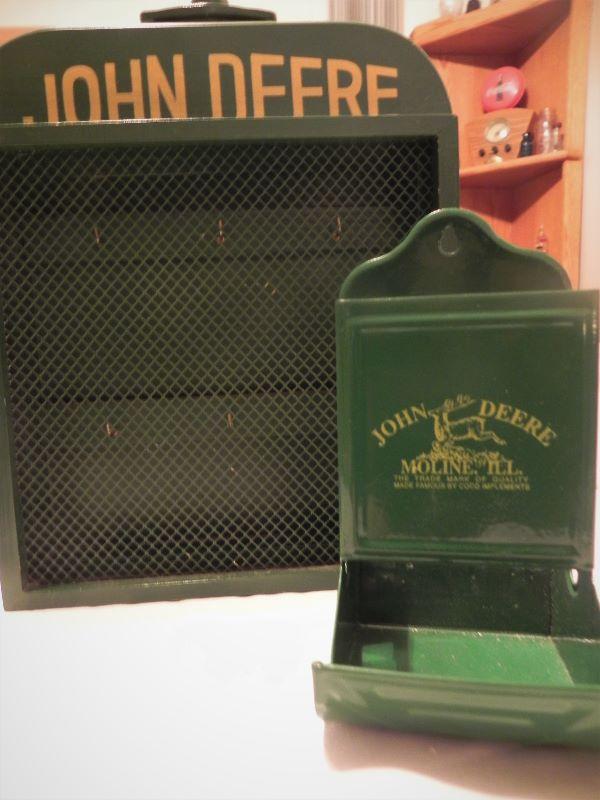 JOHN DEERE
JOHN DEERE
MOLINE, ILL.
THE TRADE MARK OF QUALITY
MADE FAMOUS BY GOOD IMPLEMENTS